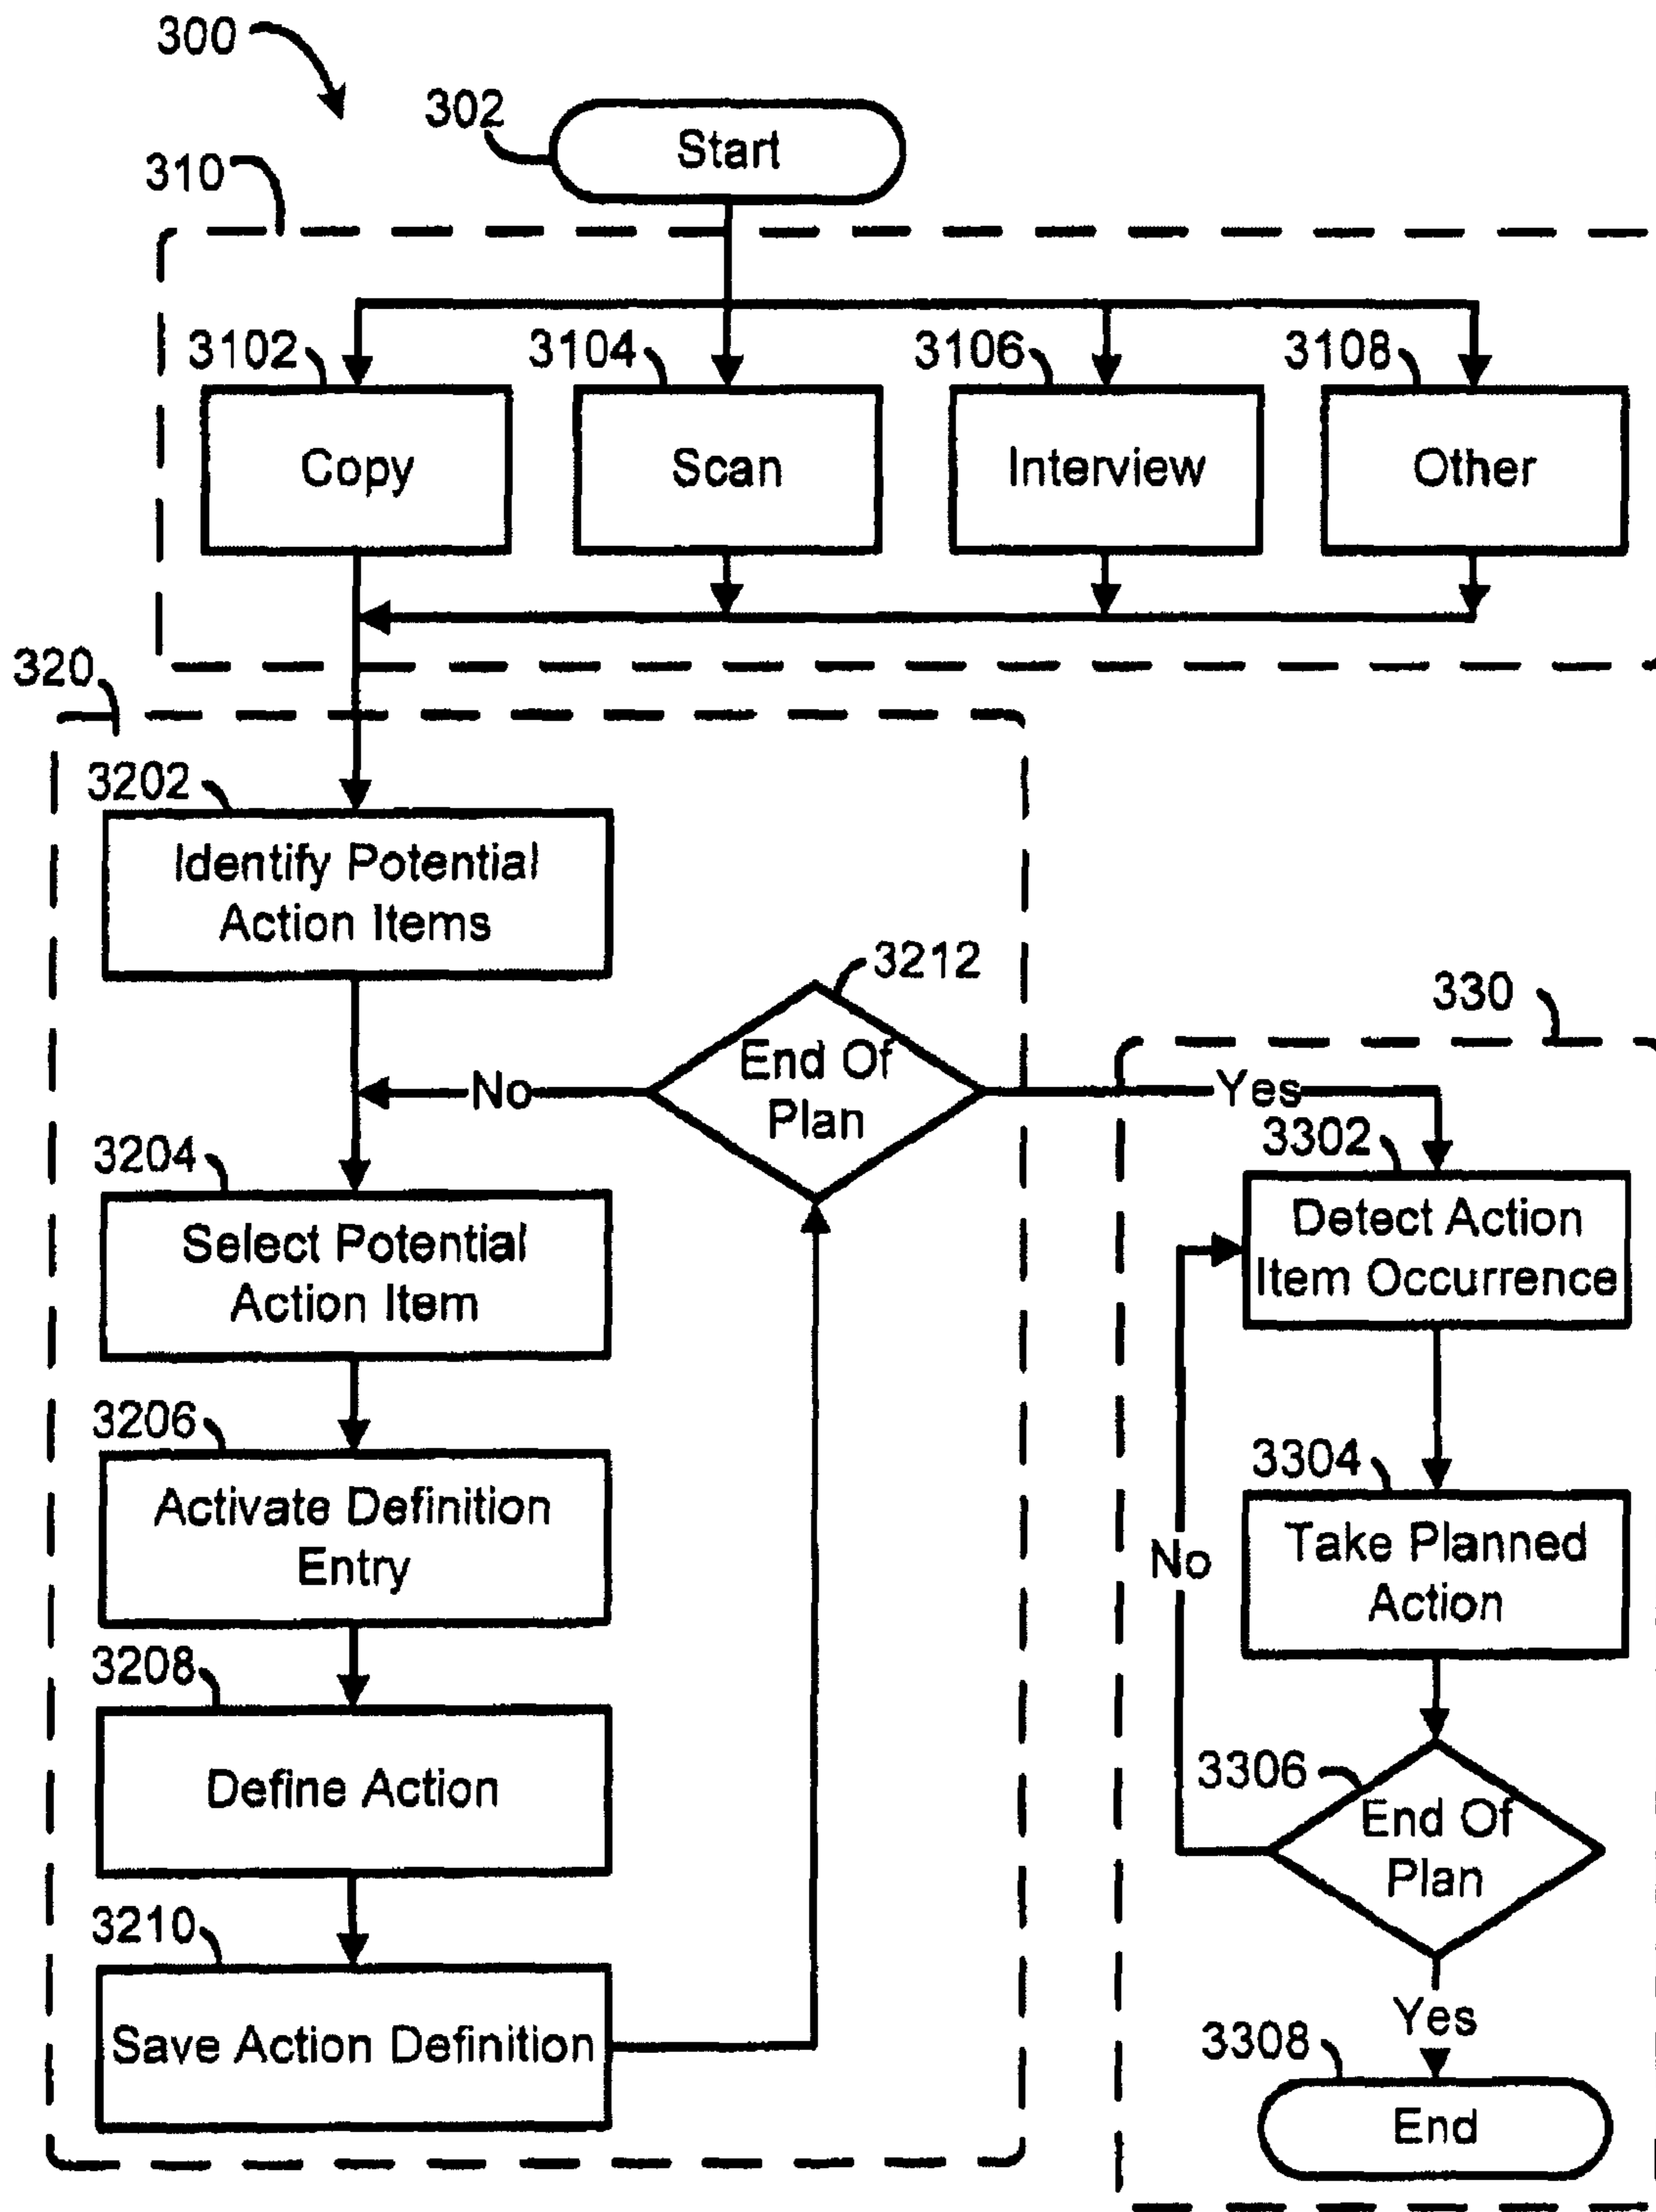 300
302
Start
310
3102
3104
3106
3108
Copy
Scan
Interview
Other
320
3202
Identify Potential
Action Items
3212
End Of
Plan
No
Yes
330
3204
Select Potential
Action Item
3302
Detect Action
Item Occurrence
3206
Activate Definition
Entry
3304
Take Planned
Action
No
3208
Define Action
3306
End Of
Plan
3210
Save Action Definition
Yes
3308
End